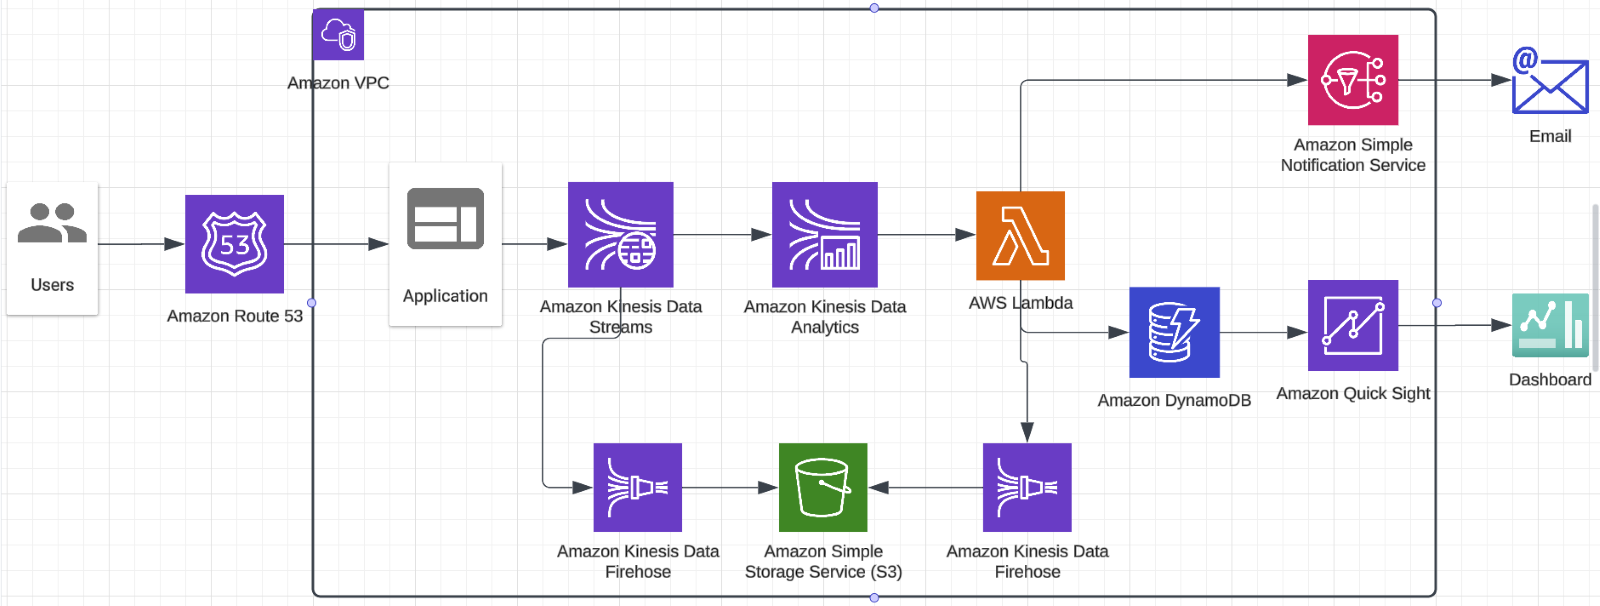 Amazon VPC
Users
53
Amazon Route 53
Application
Amazon Kinesis Data
Streams
Amazon Kinesis Data
Analytics
AWS Lambda
Amazon Simple
Notification Service
@
Email
Amazon DynamoDB
Amazon Quick Sight
Dashboard
Amazon Kinesis Data
Firehose
Amazon Simple
Storage Service (S3)
Amazon Kinesis Data
Firehose